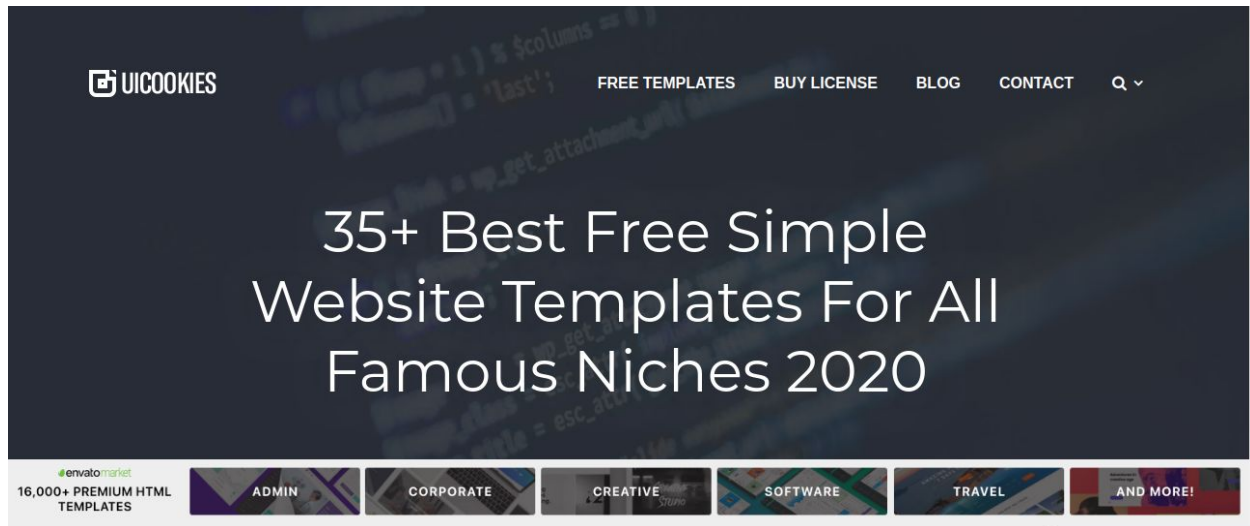 UICOOKIES
FREE TEMPLATES BUY LICENSE BLOG CONTACT
35+ Best Free Simple
Website Templates For All
Famous Niches 2020
envatomarket
16,000+ PREMIUM HTML
TEMPLATES
ADMIN
CORPORATE
CREATIVE
SOFTWARE
TRAVEL
AND MORE!